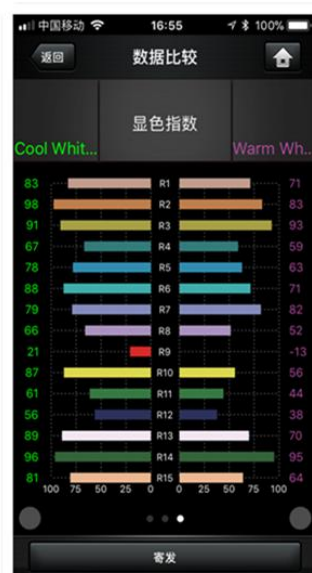 中国移动 16:55 100%
返回 数据比较
显色指数
Cool Whit... Warm Wh...
83 R1 71
98 R2 83
91 R3 93
67 R4 59
78 R5 63
88 R6 71
79 R7 82
66 R8 52
21 R9 -13
87 R10 56
61 R11 44
56 R12 38
89 R13 70
96 R14 95
81 R15 64
100 75 50 25 0 0 25 50 75 100
寄发